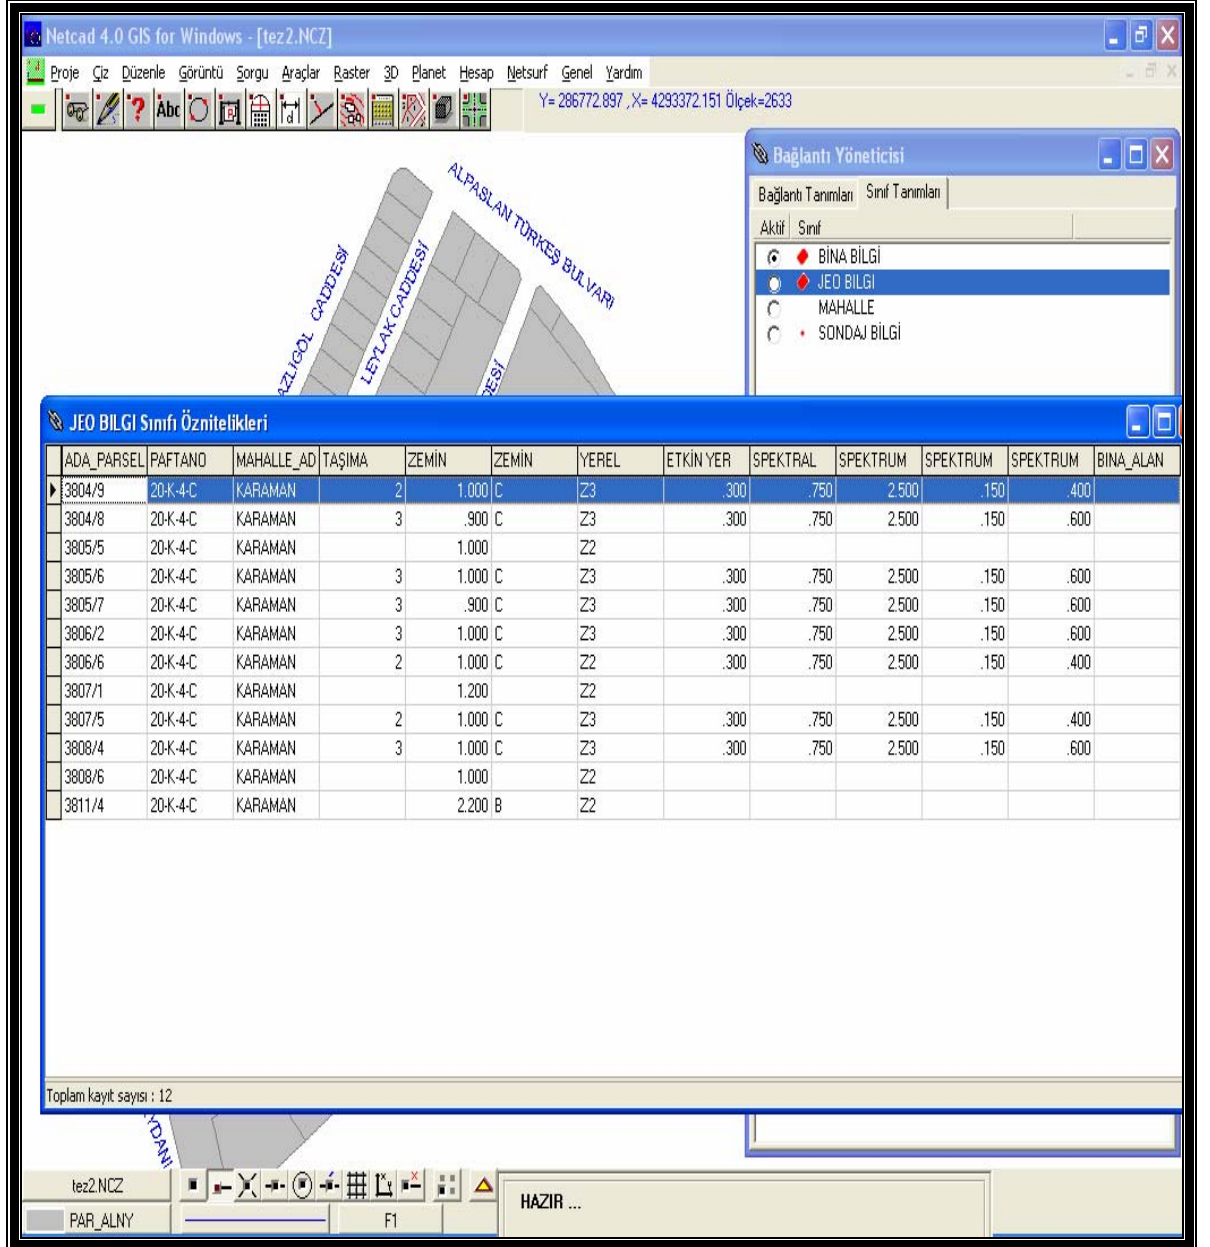 Netcad 4.0 GIS for Windows - [tez2.NCZ]
Proje Çiz Düzenle Görüntü Sorgu Araçlar Raster 3D Planet Hesap Netsurf Genel Yardım
Abc
Y= 286772.897 , X= 4293372.151 Ölçek=2633
Bağlantı Yöneticisi
Bağlantı Tanımları Sınıf Tanımları
Aktif Sınıf
BİNA BİLGİ
JEO BILGI
MAHALLE
SONDAJ BİLGİ
ALPASLAN TÜRKEŞ BULVARI
AZLIGÖL CADDESİ
LEYLAK CADDESİ
DESİ
JEO BILGI Sınıfı Öznitelikleri
ADA_PARSEL PAFTANO MAHALLE_AD TAŞIMA ZEMİN ZEMİN YEREL ETKİN YER SPEKTRAL SPEKTRUM SPEKTRUM SPEKTRUM BINA_ALAN
3804/9 20-K-4-C KARAMAN 2 1.000 C Z3 .300 .750 2.500 .150 .400
3804/8 20-K-4-C KARAMAN 3 .900 C Z3 .300 .750 2.500 .150 .600
3805/5 20-K-4-C KARAMAN 1.000 Z2
3805/6 20-K-4-C KARAMAN 3 1.000 C Z3 .300 .750 2.500 .150 .600
3805/7 20-K-4-C KARAMAN 3 .900 C Z3 .300 .750 2.500 .150 .600
3806/2 20-K-4-C KARAMAN 3 1.000 C Z3 .300 .750 2.500 .150 .600
3806/6 20-K-4-C KARAMAN 2 1.000 C Z2 .300 .750 2.500 .150 .400
3807/1 20-K-4-C KARAMAN 1.200 Z2
3807/5 20-K-4-C KARAMAN 2 1.000 C Z3 .300 .750 2.500 .150 .400
3808/4 20-K-4-C KARAMAN 3 1.000 C Z3 .300 .750 2.500 .150 .600
3808/6 20-K-4-C KARAMAN 1.000 Z2
3811/4 20-K-4-C KARAMAN 2.200 B Z2
Toplam kayıt sayısı : 12
YDANI
tez2.NCZ
HAZIR ...
PAR_ALNY F1